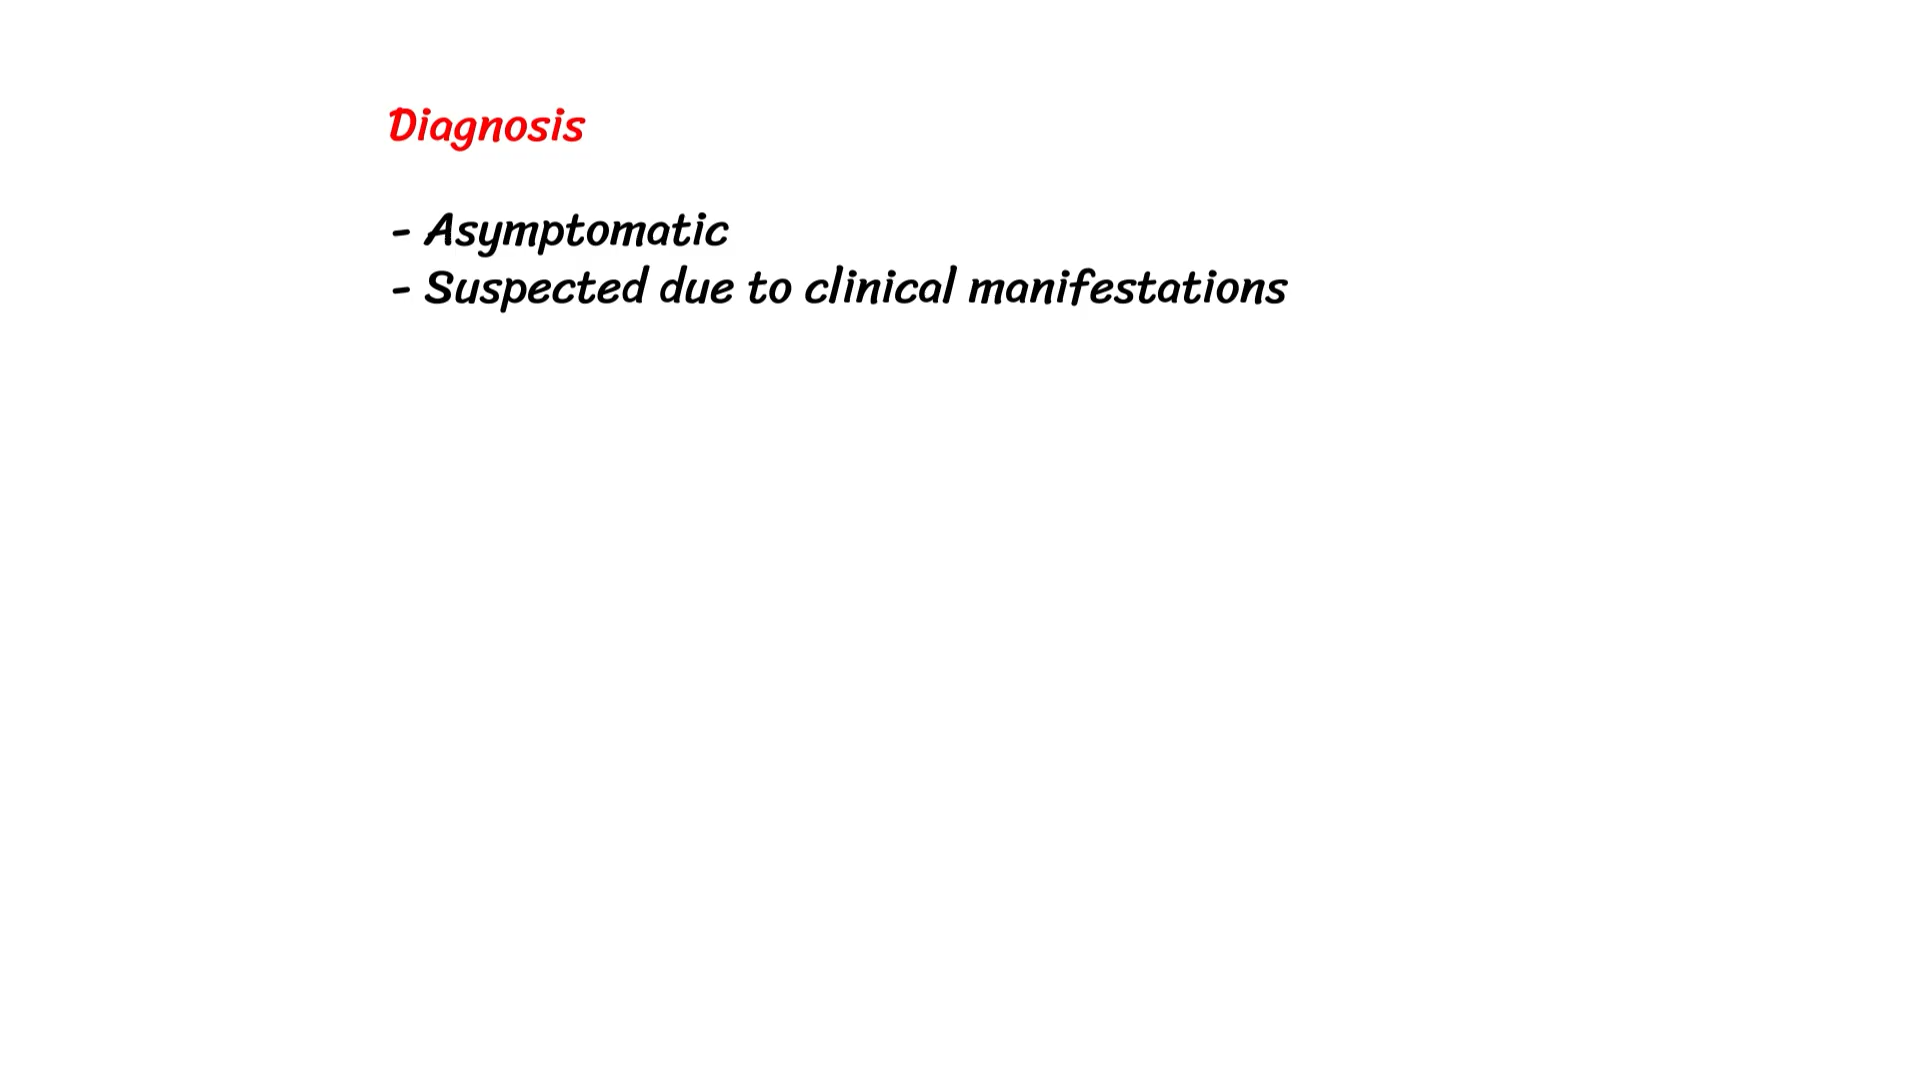 Diagnosis
- Asymptomatic
- Suspected due to clinical manifestations